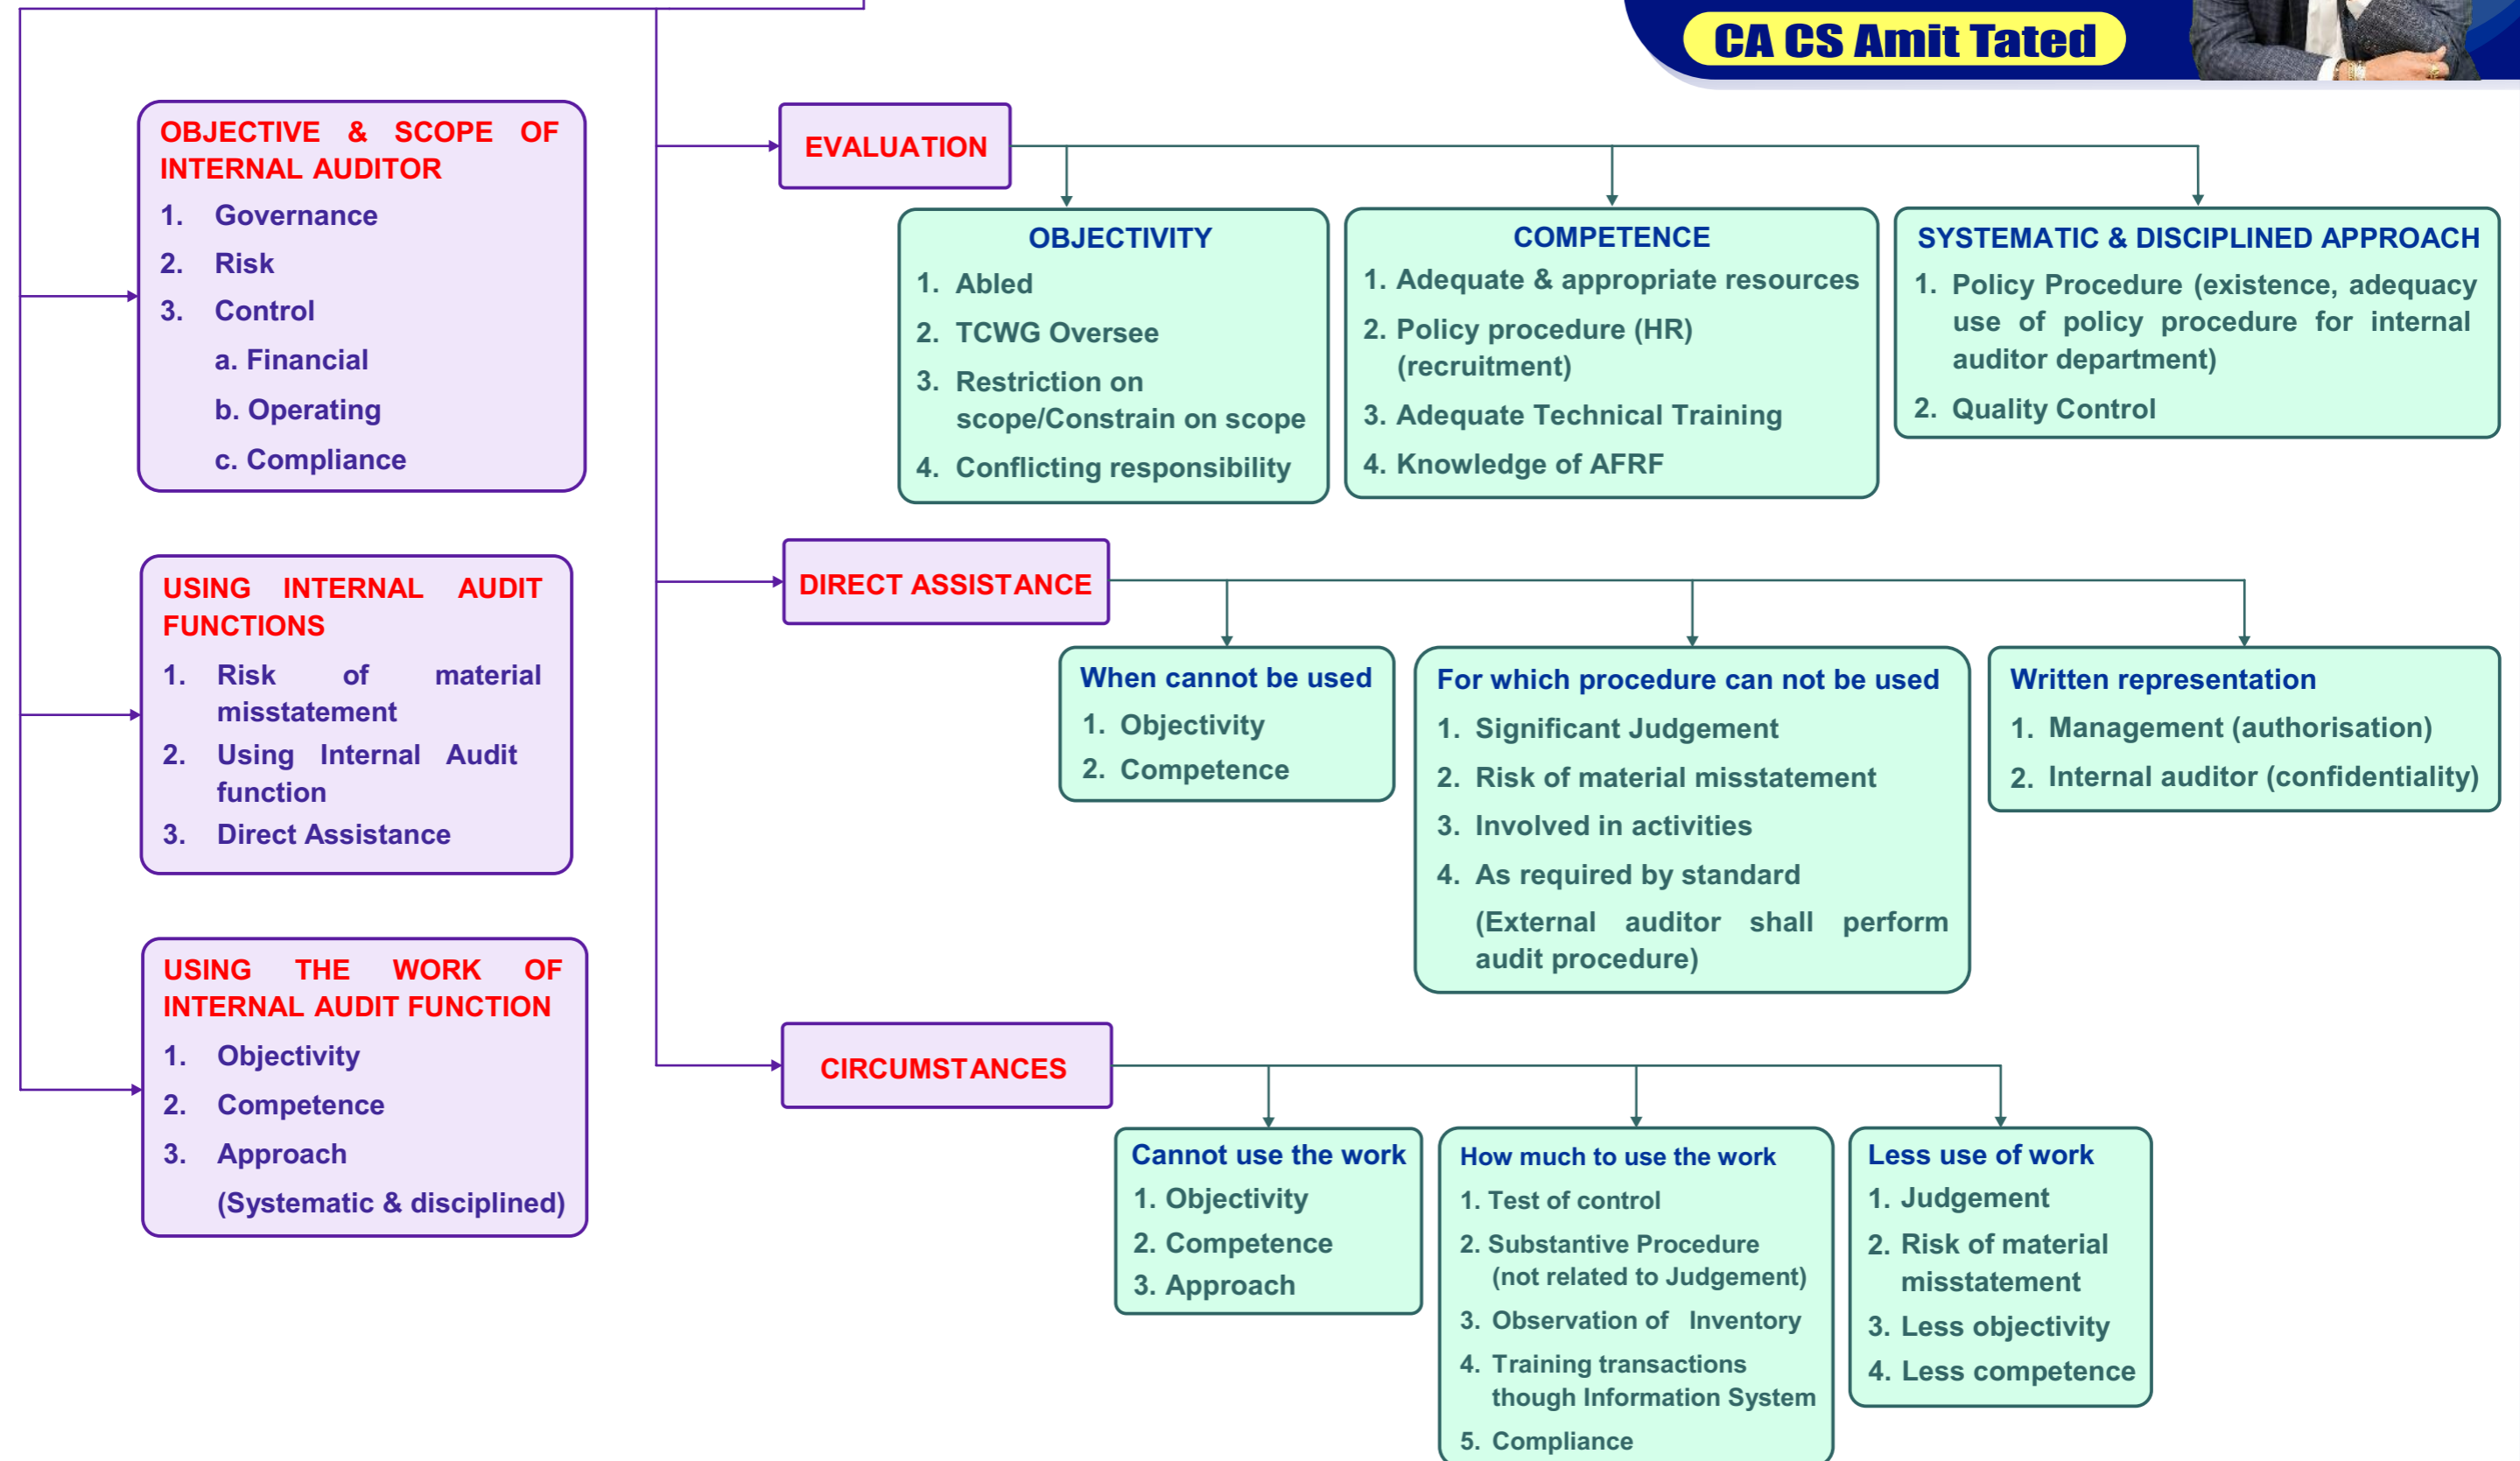 CA CS Amit Tated
OBJECTIVE & SCOPE OF
INTERNAL AUDITOR
1. Governance
2. Risk
3. Control
a. Financial
b. Operating
c. Compliance
USING INTERNAL AUDIT
FUNCTIONS
1. Risk of material
misstatement
2. Using Internal Audit
function
3. Direct Assistance
USING THE WORK OF
INTERNAL AUDIT FUNCTION
1. Objectivity
2. Competence
3. Approach
(Systematic & disciplined)
EVALUATION
OBJECTIVITY
1. Abled
2. TCWG Oversee
3. Restriction on
scope/Constrain on scope
4. Conflicting responsibility
COMPETENCE
1. Adequate & appropriate resources
2. Policy procedure (HR)
(recruitment)
3. Adequate Technical Training
4. Knowledge of AFRF
SYSTEMATIC & DISCIPLINED APPROACH
1. Policy Procedure (existence, adequacy
use of policy procedure for internal
auditor department)
2. Quality Control
DIRECT ASSISTANCE
When cannot be used
1. Objectivity
2. Competence
For which procedure can not be used
1. Significant Judgement
2. Risk of material misstatement
3. Involved in activities
4. As required by standard
(External auditor shall perform
audit procedure)
Written representation
1. Management (authorisation)
2. Internal auditor (confidentiality)
CIRCUMSTANCES
Cannot use the work
1. Objectivity
2. Competence
3. Approach
How much to use the work
1. Test of control
2. Substantive Procedure
(not related to Judgement)
3. Observation of Inventory
4. Training transactions
though Information System
5. Compliance
Less use of work
1. Judgement
2. Risk of material
misstatement
3. Less objectivity
4. Less competence